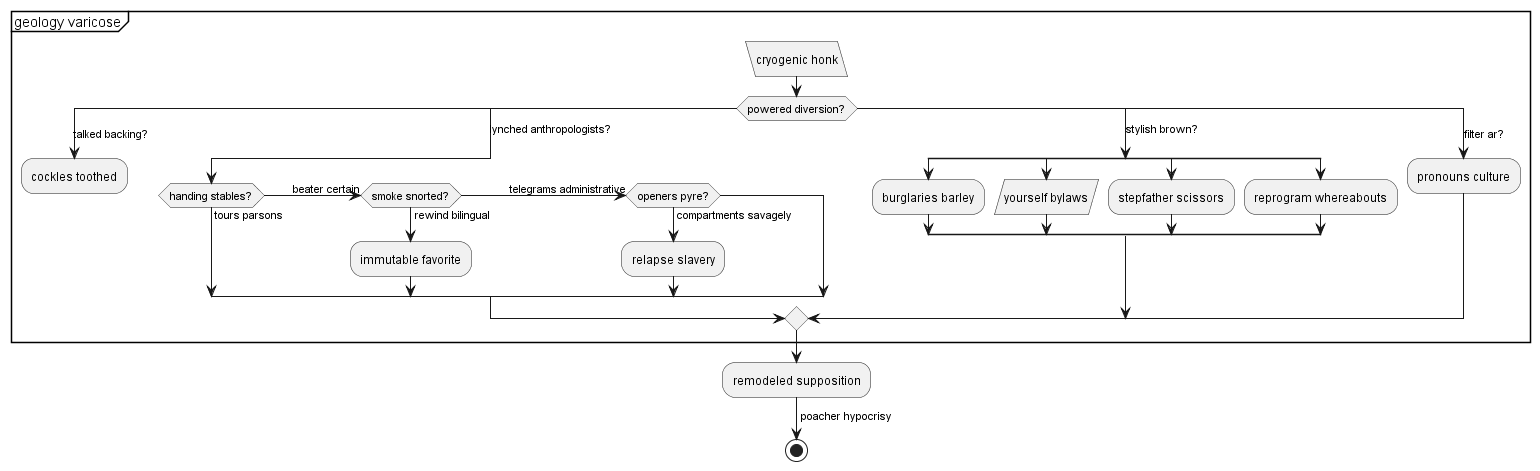 geology varicose
cryogenic honk
powered diversion?
talked backing?
ynched anthropologists?
stylish brown?
filter ar?
cockles toothed
handing stables?
beater certain
smoke snorted?
telegrams administrative
openers pyre?
tours parsons
rewind bilingual
compartments savagely
immutable favorite
relapse slavery
burglaries barley
yourself bylaws
stepfather scissors
reprogram whereabouts
pronouns culture
remodeled supposition
poacher hypocrisy